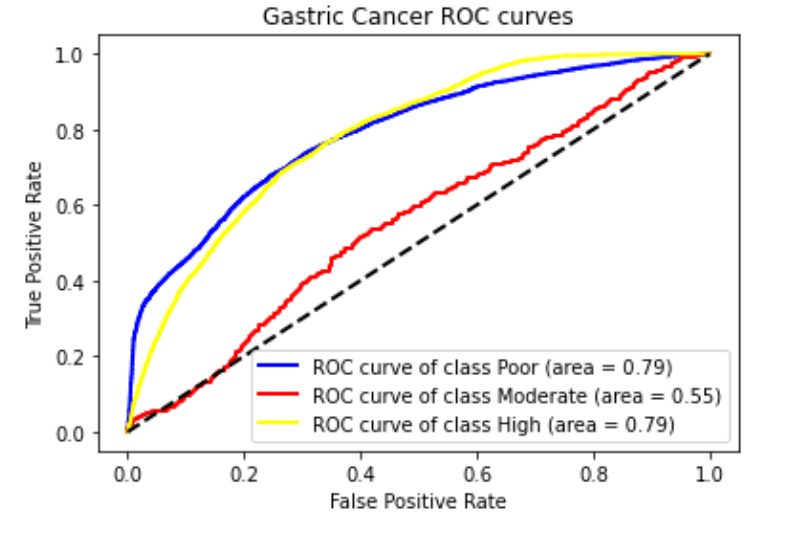 Gastric Cancer ROC curves
True Positive Rate
1.0
0.8
0.6
0.4
0.2
0.0
ROC curve of class Poor (area = 0.79)
ROC curve of class Moderate (area = 0.55)
ROC curve of class High (area = 0.79)
0.0 0.2 0.4 0.6 0.8 1.0
False Positive Rate